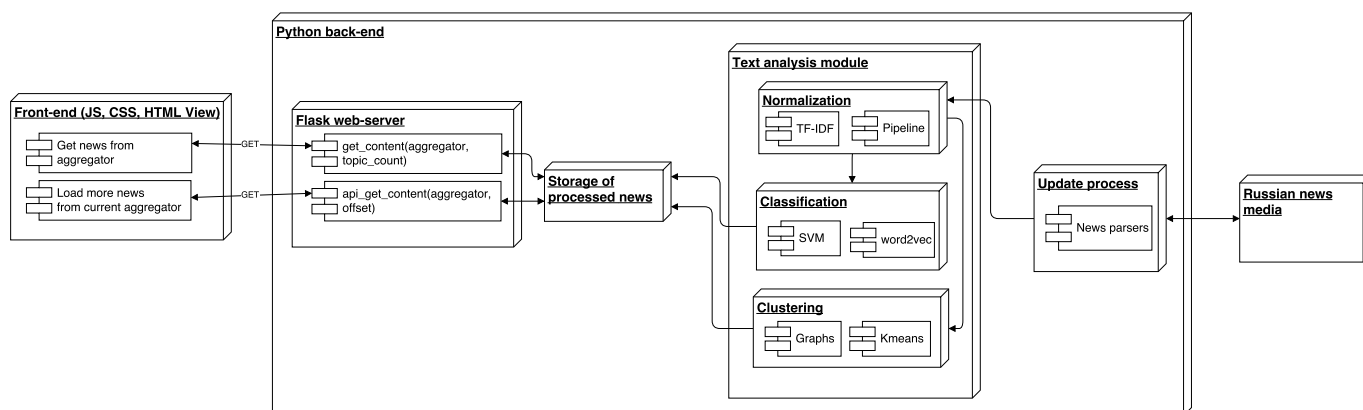 Python back-end
Front-end (JS, CSS, HTML View)
Get news from
aggregator
Load more news
from current aggregator
GET
GET
Flask web-server
get_content(aggregator,
topic_count)
api_get_content(aggregator,
offset)
Storage of
processed news
Text analysis module
Normalization
TF-IDF
Pipeline
Classification
SVM
word2vec
Clustering
Graphs
Kmeans
Update process
News parsers
Russian news
media